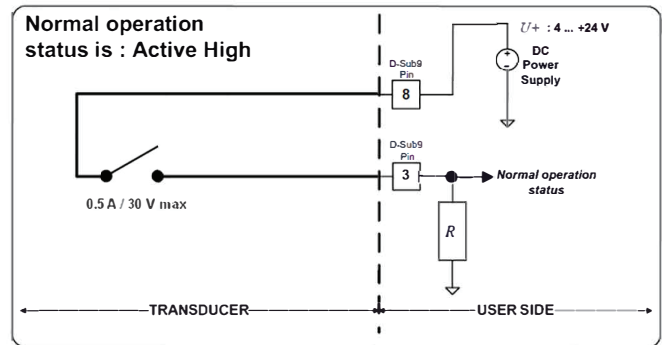 Normal operation
status is : Active High
U+ : 4 ... +24 V
DC
Power
Supply
D-Sub9
Pin
8
D-Sub9
Pin
3
Normal operation
status
0.5 A / 30 V max
R
TRANSDUCER
USER SIDE